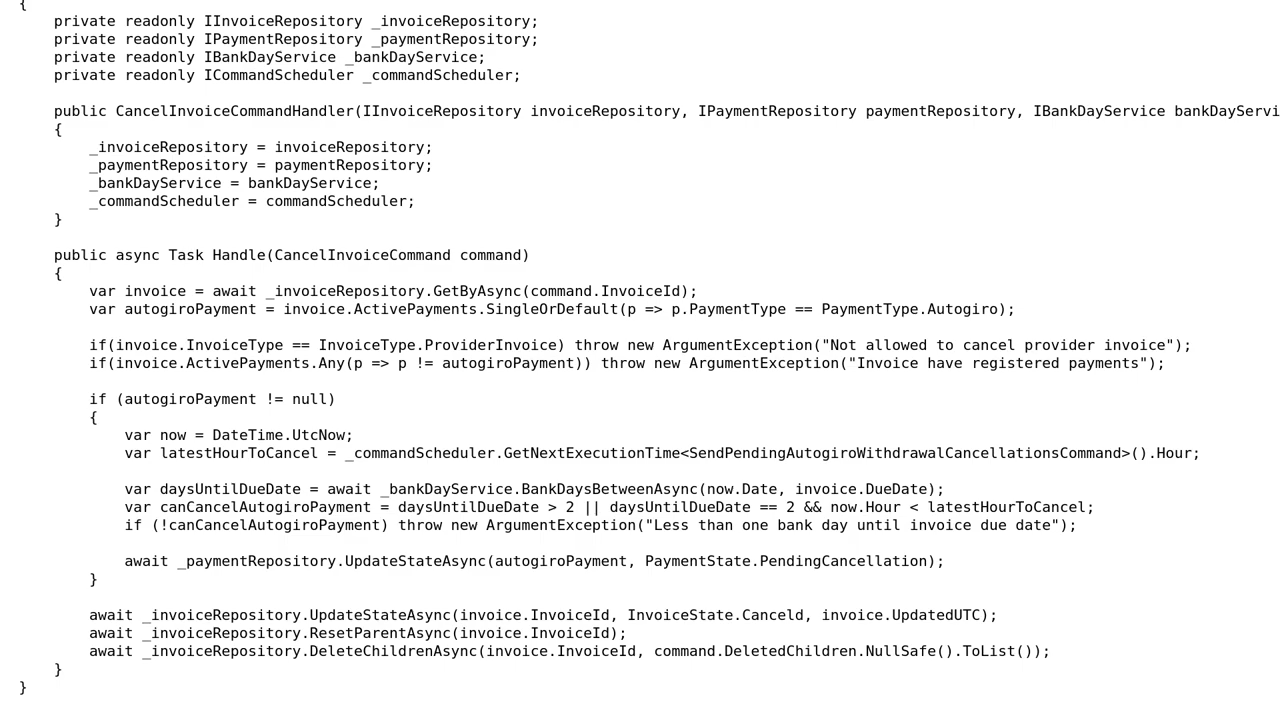 {
private readonly IInvoiceRepository _invoiceRepository;
private readonly IPaymentRepository _paymentRepository;
private readonly IBankDayService _bankDayService;
private readonly ICommandScheduler _commandScheduler;
public CancelInvoiceCommandHandler(IInvoiceRepository invoiceRepository, IPaymentRepository paymentRepository, IBankDayService bankDayServi
{
_invoiceRepository = invoiceRepository;
_paymentRepository = paymentRepository;
_bankDayService = bankDayService;
_commandScheduler = commandScheduler;
}
public async Task Handle(CancelInvoiceCommand command)
{
var invoice = await _invoiceRepository.GetByAsync(command.InvoiceId);
var autogiroPayment = invoice.ActivePayments.SingleOrDefault(p => p.PaymentType == PaymentType.Autogiro);
if(invoice.InvoiceType == InvoiceType.ProviderInvoice) throw new ArgumentException("Not allowed to cancel provider invoice");
if(invoice.ActivePayments.Any(p => p != autogiroPayment)) throw new ArgumentException("Invoice have registered payments");
if (autogiroPayment != null)
{
var now = DateTime.UtcNow;
var latestHourToCancel = _commandScheduler.GetNextExecutionTime<SendPendingAutogiroWithdrawalCancellationsCommand>().Hour;
var daysUntilDueDate = await _bankDayService.BankDaysBetweenAsync(now.Date, invoice.DueDate);
var canCancelAutogiroPayment = daysUntilDueDate > 2 || daysUntilDueDate == 2 && now.Hour < latestHourToCancel;
if (!canCancelAutogiroPayment) throw new ArgumentException("Less than one bank day until invoice due date");
await _paymentRepository.UpdateStateAsync(autogiroPayment, PaymentState.PendingCancellation);
}
await _invoiceRepository.UpdateStateAsync(invoice.InvoiceId, InvoiceState.Canceld, invoice.UpdatedUTC);
await _invoiceRepository.ResetParentAsync(invoice.InvoiceId);
await _invoiceRepository.DeleteChildrenAsync(invoice.InvoiceId, command.DeletedChildren.NullSafe().ToList());
}
}